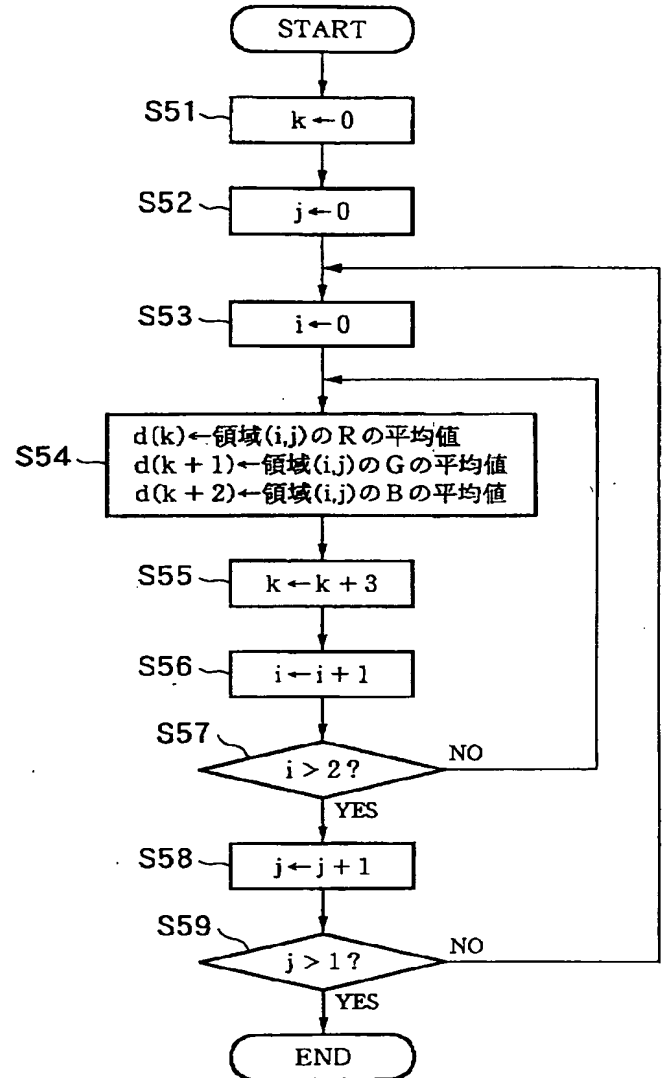 START
S51
k←0
S52
j←0
S53
i←0
S54
d(k)←領域(i,j)のRの平均値
d(k+1)←領域(i,j)のGの平均値
d(k+2)←領域(i,j)のBの平均値
S55
k←k+3
S56
i←i+1
S57
i>2?
NO
YES
S58
j←j+1
S59
j>1?
NO
YES
END